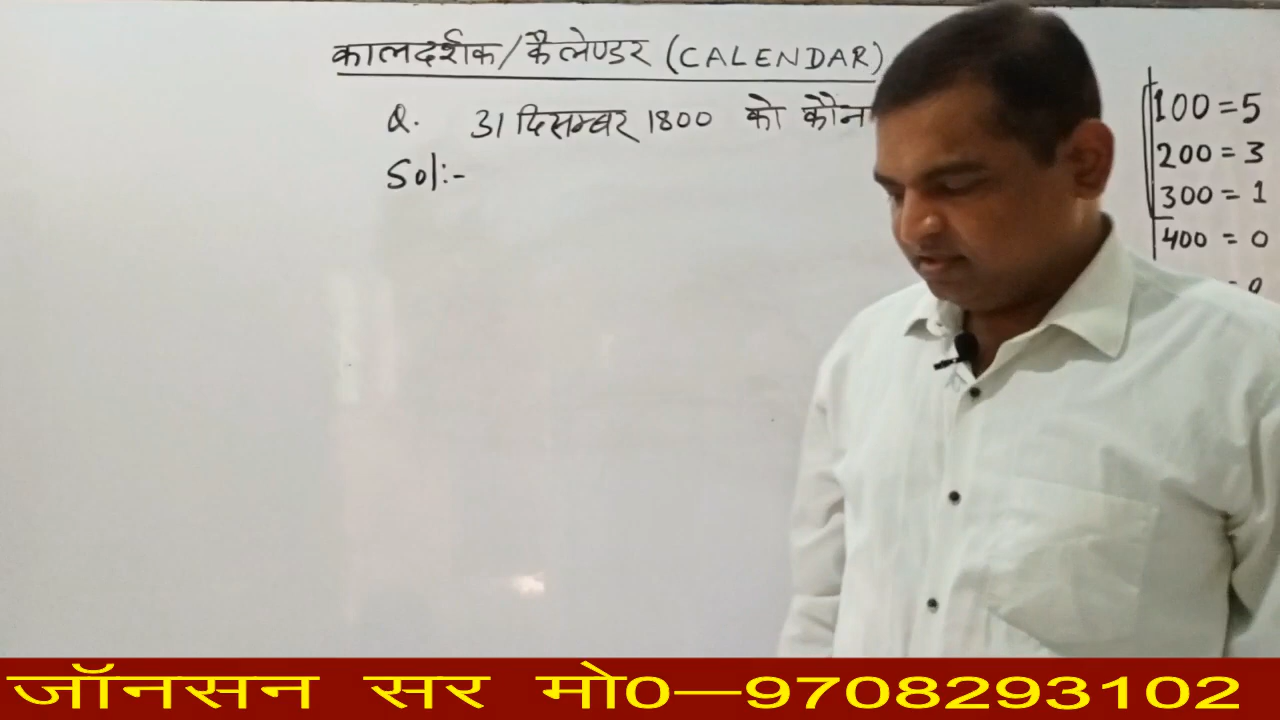 कालदर्शक/कैलेण्डर (CALENDAR)
Q. 31 दिसम्बर 1800 को कौन
Sol:-
100 = 5
200 = 3
300 = 1
400 = 0
= 0
जॉनसन सर मो0—9708293102